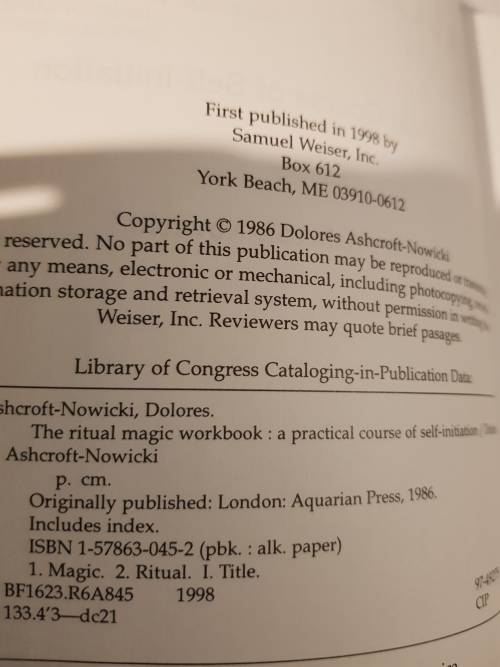 First published in 1998 by
Samuel Weiser, Inc.
Box 612
York Beach, ME 03910-0612
Copyright © 1986 Dolores Ashcroft-Nowicki
reserved. No part of this publication may be reproduced or
any means, electronic or mechanical, including photocopying,
mation storage and retrieval system, without permission in
Weiser, Inc. Reviewers may quote brief pasages.
Library of Congress Cataloging-in-Publication Data:
shcroft-Nowicki, Dolores.
The ritual magic workbook : a practical course of self-initiation /
Ashcroft-Nowicki
p. cm.
Originally published: London: Aquarian Press, 1986.
Includes index.
ISBN 1-57863-045-2 (pbk. : alk. paper)
1. Magic. 2. Ritual. I. Title.
BF1623.R6A845 1998
133.4'3—dc21
CIP